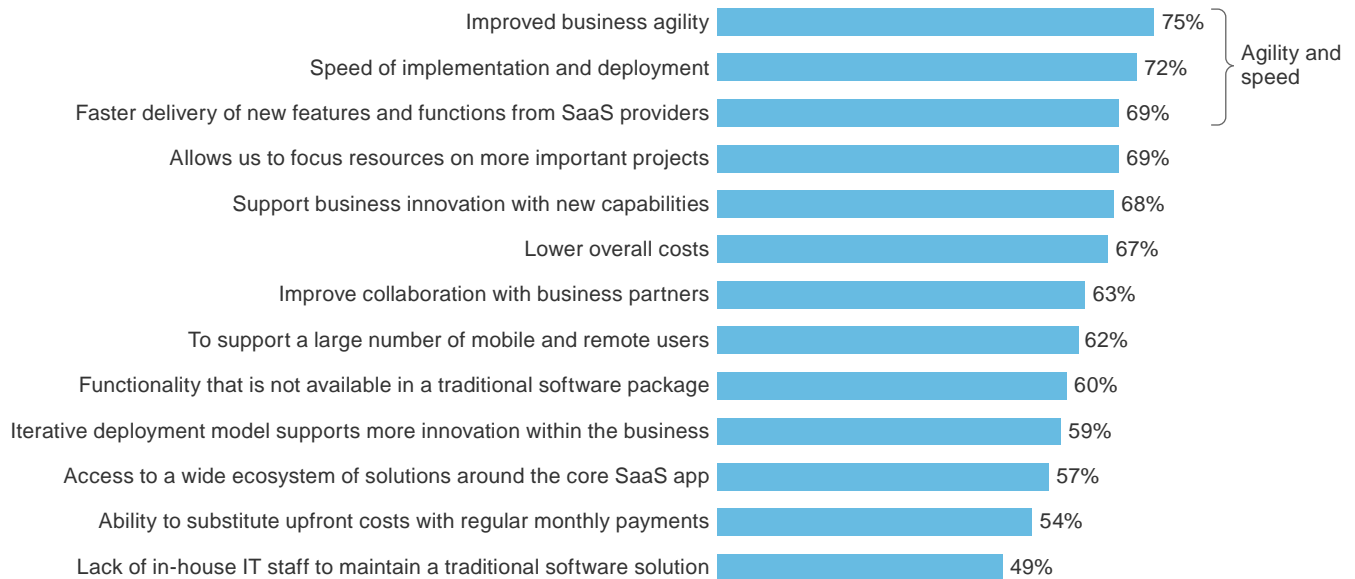 Improved business agility 75%
Speed of implementation and deployment 72%
Agility and
speed
Faster delivery of new features and functions from SaaS providers 69%
Allows us to focus resources on more important projects 69%
Support business innovation with new capabilities 68%
Lower overall costs 67%
Improve collaboration with business partners 63%
To support a large number of mobile and remote users 62%
Functionality that is not available in a traditional software package 60%
Iterative deployment model supports more innovation within the business 59%
Access to a wide ecosystem of solutions around the core SaaS app 57%
Ability to substitute upfront costs with regular monthly payments 54%
Lack of in-house IT staff to maintain a traditional software solution 49%